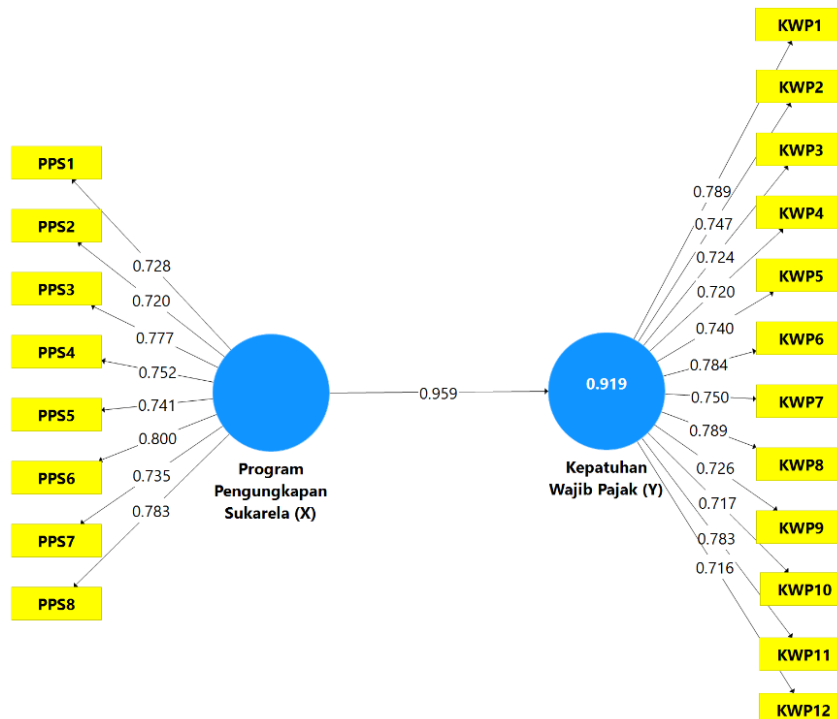 PPS1
PPS2
PPS3
PPS4
PPS5
PPS6
PPS7
PPS8
0.728
0.720
0.777
0.752
0.741
0.800
0.735
0.783
Program
Pengungkapan
Sukarela (X)
0.959
0.919
Kepatuhan
Wajib Pajak (Y)
0.789
0.747
0.724
0.720
0.740
0.784
0.750
0.789
0.726
0.717
0.783
0.716
KWP1
KWP2
KWP3
KWP4
KWP5
KWP6
KWP7
KWP8
KWP9
KWP10
KWP11
KWP12